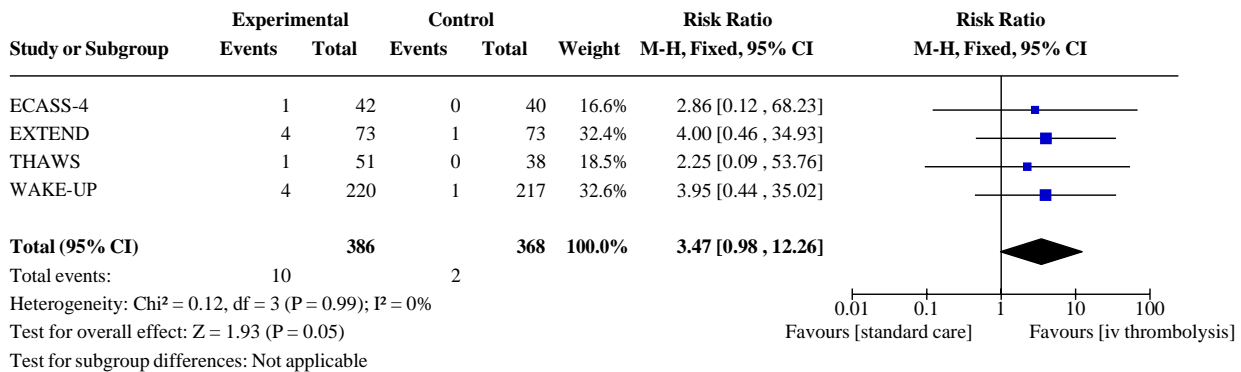 Experimental Control Risk Ratio Risk Ratio
Study or Subgroup Events Total Events Total Weight M-H, Fixed, 95% CI M-H, Fixed, 95% CI
ECASS-4 1 42 0 40 16.6% 2.86 [0.12 , 68.23]
EXTEND 4 73 1 73 32.4% 4.00 [0.46 , 34.93]
THAWS 1 51 0 38 18.5% 2.25 [0.09 , 53.76]
WAKE-UP 4 220 1 217 32.6% 3.95 [0.44 , 35.02]
Total (95% CI) 386 368 100.0% 3.47 [0.98 , 12.26]
Total events: 10 2
Heterogeneity: Chi² = 0.12, df = 3 (P = 0.99); I² = 0%
0.01 0.1 1 10 100
Test for overall effect: Z = 1.93 (P = 0.05)
Favours [standard care] Favours [iv thrombolysis]
Test for subgroup differences: Not applicable